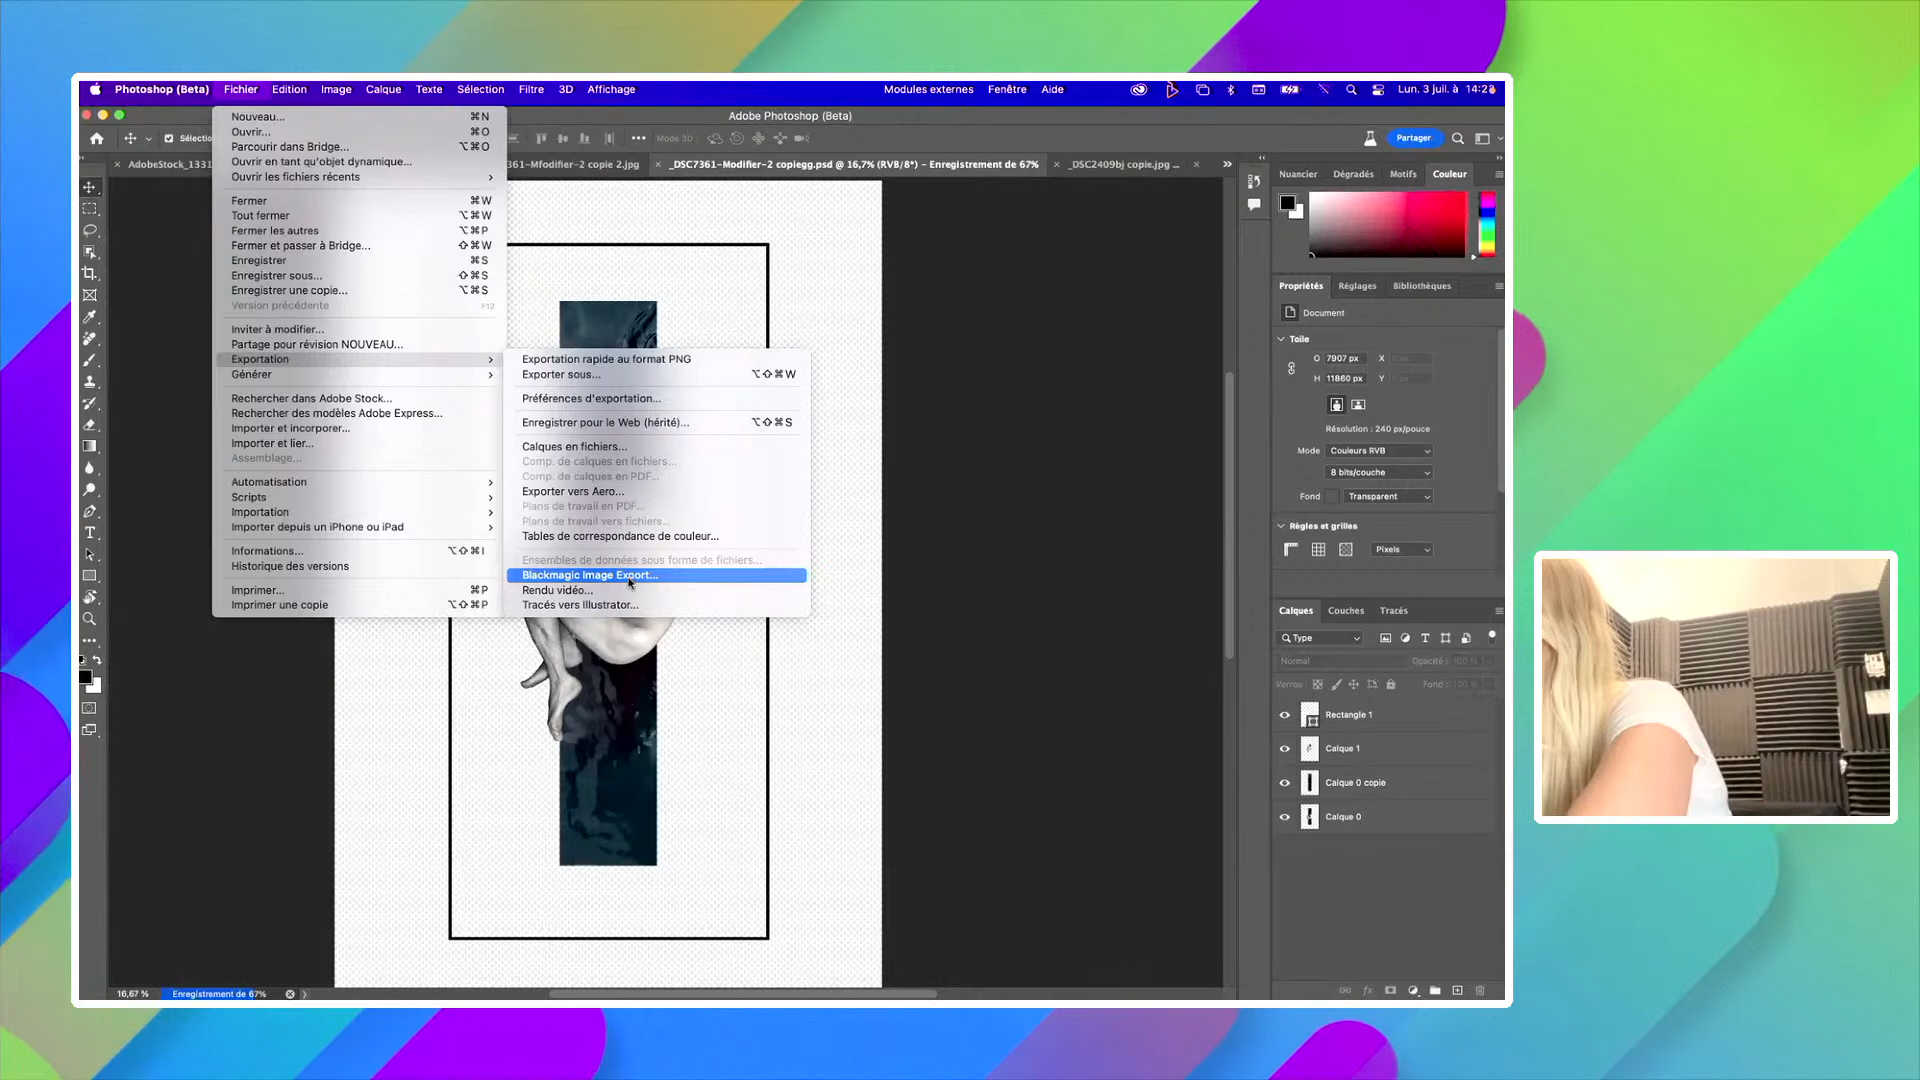 Photoshop (Beta) Fichier Edition Image Calque Texte Sélection Filtre 3D Affichage Modules externes Fenêtre Aide Lun. 3 juil. à
Adobe Photoshop (Beta)
Mode 3D : Partager
AdobeStock_1331 361-Mfodifier-2 copie 2.jpg _DSC7361-Modifier-2 copiegg.psd @ 16,7% (RVB/8*) – Enregistrement de 67% _DSC2409bj copie.jpg ...
Nouveau... ⌘N
Ouvrir... ⌘O
Parcourir dans Bridge... ⌥⌘O
Ouvrir en tant qu'objet dynamique...
Ouvrir les fichiers récents
Fermer ⌘W
Tout fermer ⌥⌘W
Fermer les autres ⌥⌘P
Fermer et passer à Bridge... ⇧⌘W
Enregistrer ⌘S
Enregistrer sous... ⇧⌘S
Enregistrer une copie... ⌥⌘S
Version précédente F12
Inviter à modifier...
Partage pour révision NOUVEAU...
Exportation
Générer
Rechercher dans Adobe Stock...
Rechercher des modèles Adobe Express...
Importer et incorporer...
Importer et lier...
Assemblage...
Automatisation
Scripts
Importation
Importer depuis un iPhone ou iPad
Informations... ⌥⇧⌘I
Historique des versions
Imprimer... ⌘P
Imprimer une copie ⌥⇧⌘P
Exportation rapide au format PNG
Exporter sous... ⌥⇧⌘W
Préférences d'exportation...
Enregistrer pour le Web (hérité)... ⌥⇧⌘S
Calques en fichiers...
Comp. de calques en fichiers...
Comp. de calques en PDF...
Exporter vers Aero...
Plans de travail en PDF...
Plans de travail vers fichiers...
Tables de correspondance de couleur...
Ensembles de données sous forme de fichiers...
Blackmagic Image Export...
Rendu vidéo...
Tracés vers Illustrator...
Nuancier Dégradés Motifs Couleur
Propriétés Réglages Bibliothèques
Document
Toile
O 7907 px X
H 11860 px Y
Résolution : 240 px/pouce
Mode Couleurs RVB
8 bits/couche
Fond Transparent
Règles et grilles
Pixels
Calques Couches Tracés
Type
Normal Opacité : 100 %
Verrou : Fond : 100 %
Rectangle 1
Calque 1
Calque 0 copie
Calque 0
16,67 % Enregistrement de 67%